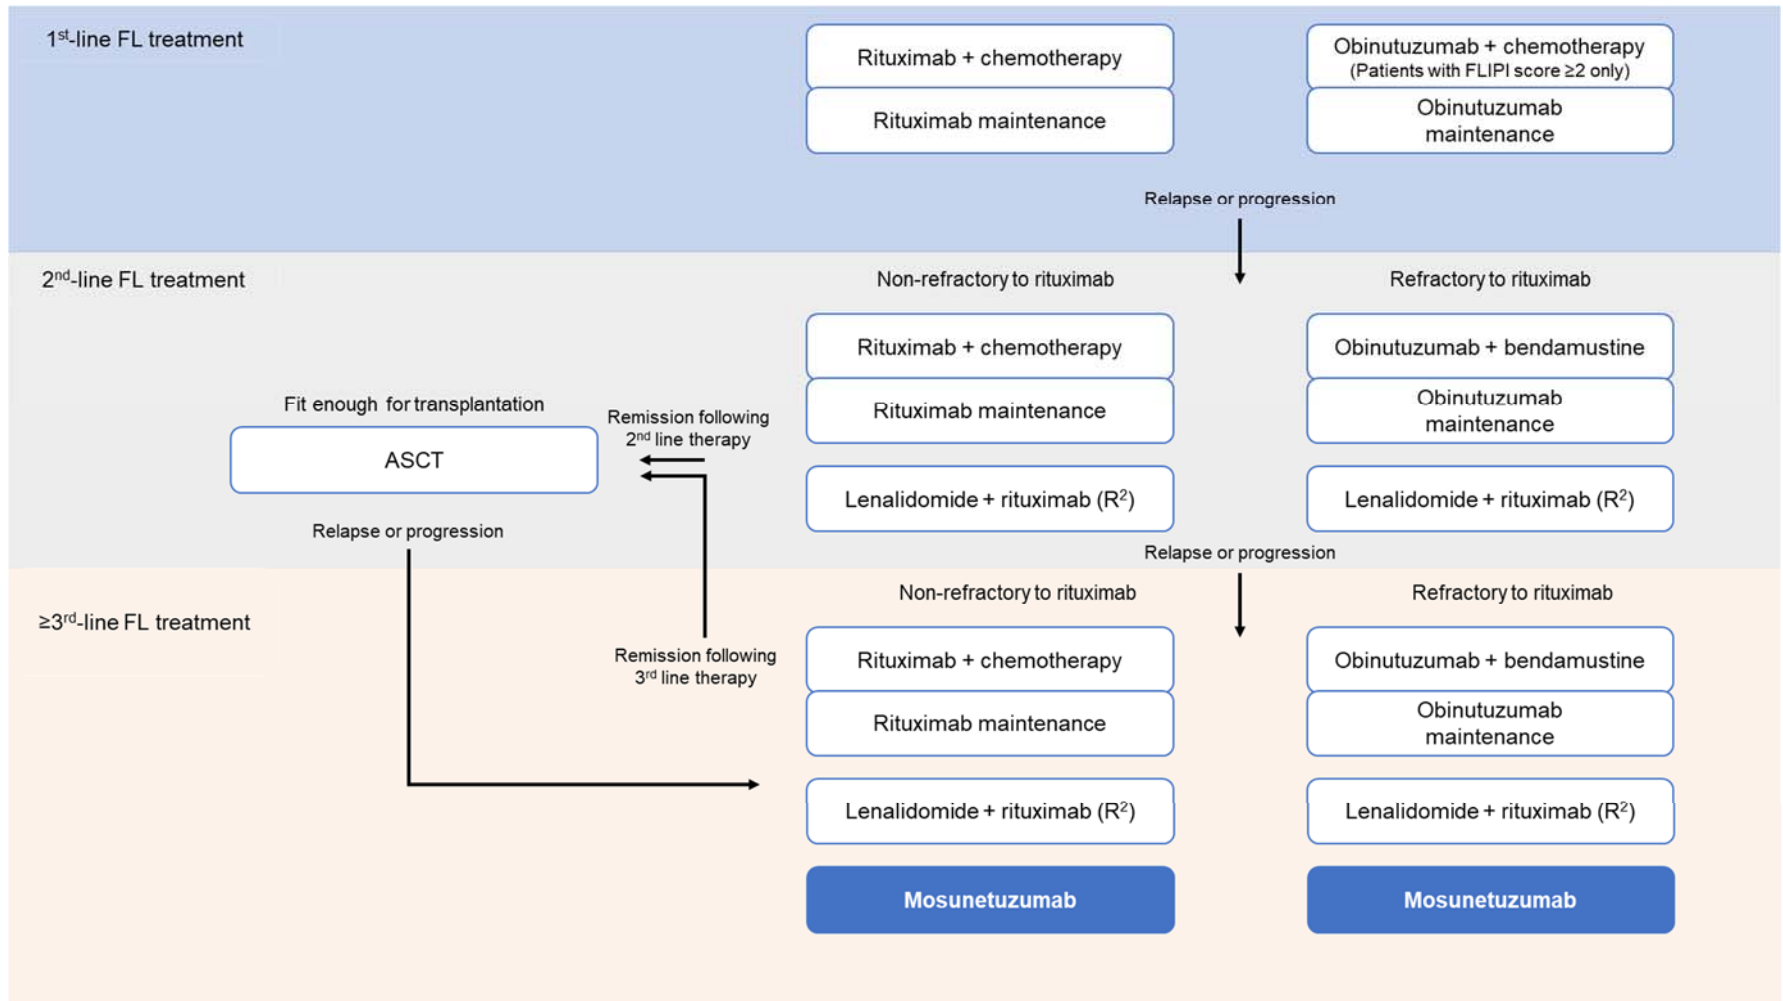 1st-line FL treatment
Rituximab + chemotherapy
Rituximab maintenance
Obinutuzumab + chemotherapy
(Patients with FLIPI score ≥2 only)
Obinutuzumab
maintenance
Relapse or progression
2nd-line FL treatment
Non-refractory to rituximab
Refractory to rituximab
Rituximab + chemotherapy
Rituximab maintenance
Obinutuzumab + bendamustine
Obinutuzumab
maintenance
Fit enough for transplantation
ASCT
Remission following
2nd line therapy
Lenalidomide + rituximab (R²)
Lenalidomide + rituximab (R²)
Relapse or progression
Relapse or progression
≥3rd-line FL treatment
Non-refractory to rituximab
Refractory to rituximab
Remission following
3rd line therapy
Rituximab + chemotherapy
Rituximab maintenance
Obinutuzumab + bendamustine
Obinutuzumab
maintenance
Lenalidomide + rituximab (R²)
Lenalidomide + rituximab (R²)
Mosunetuzumab
Mosunetuzumab